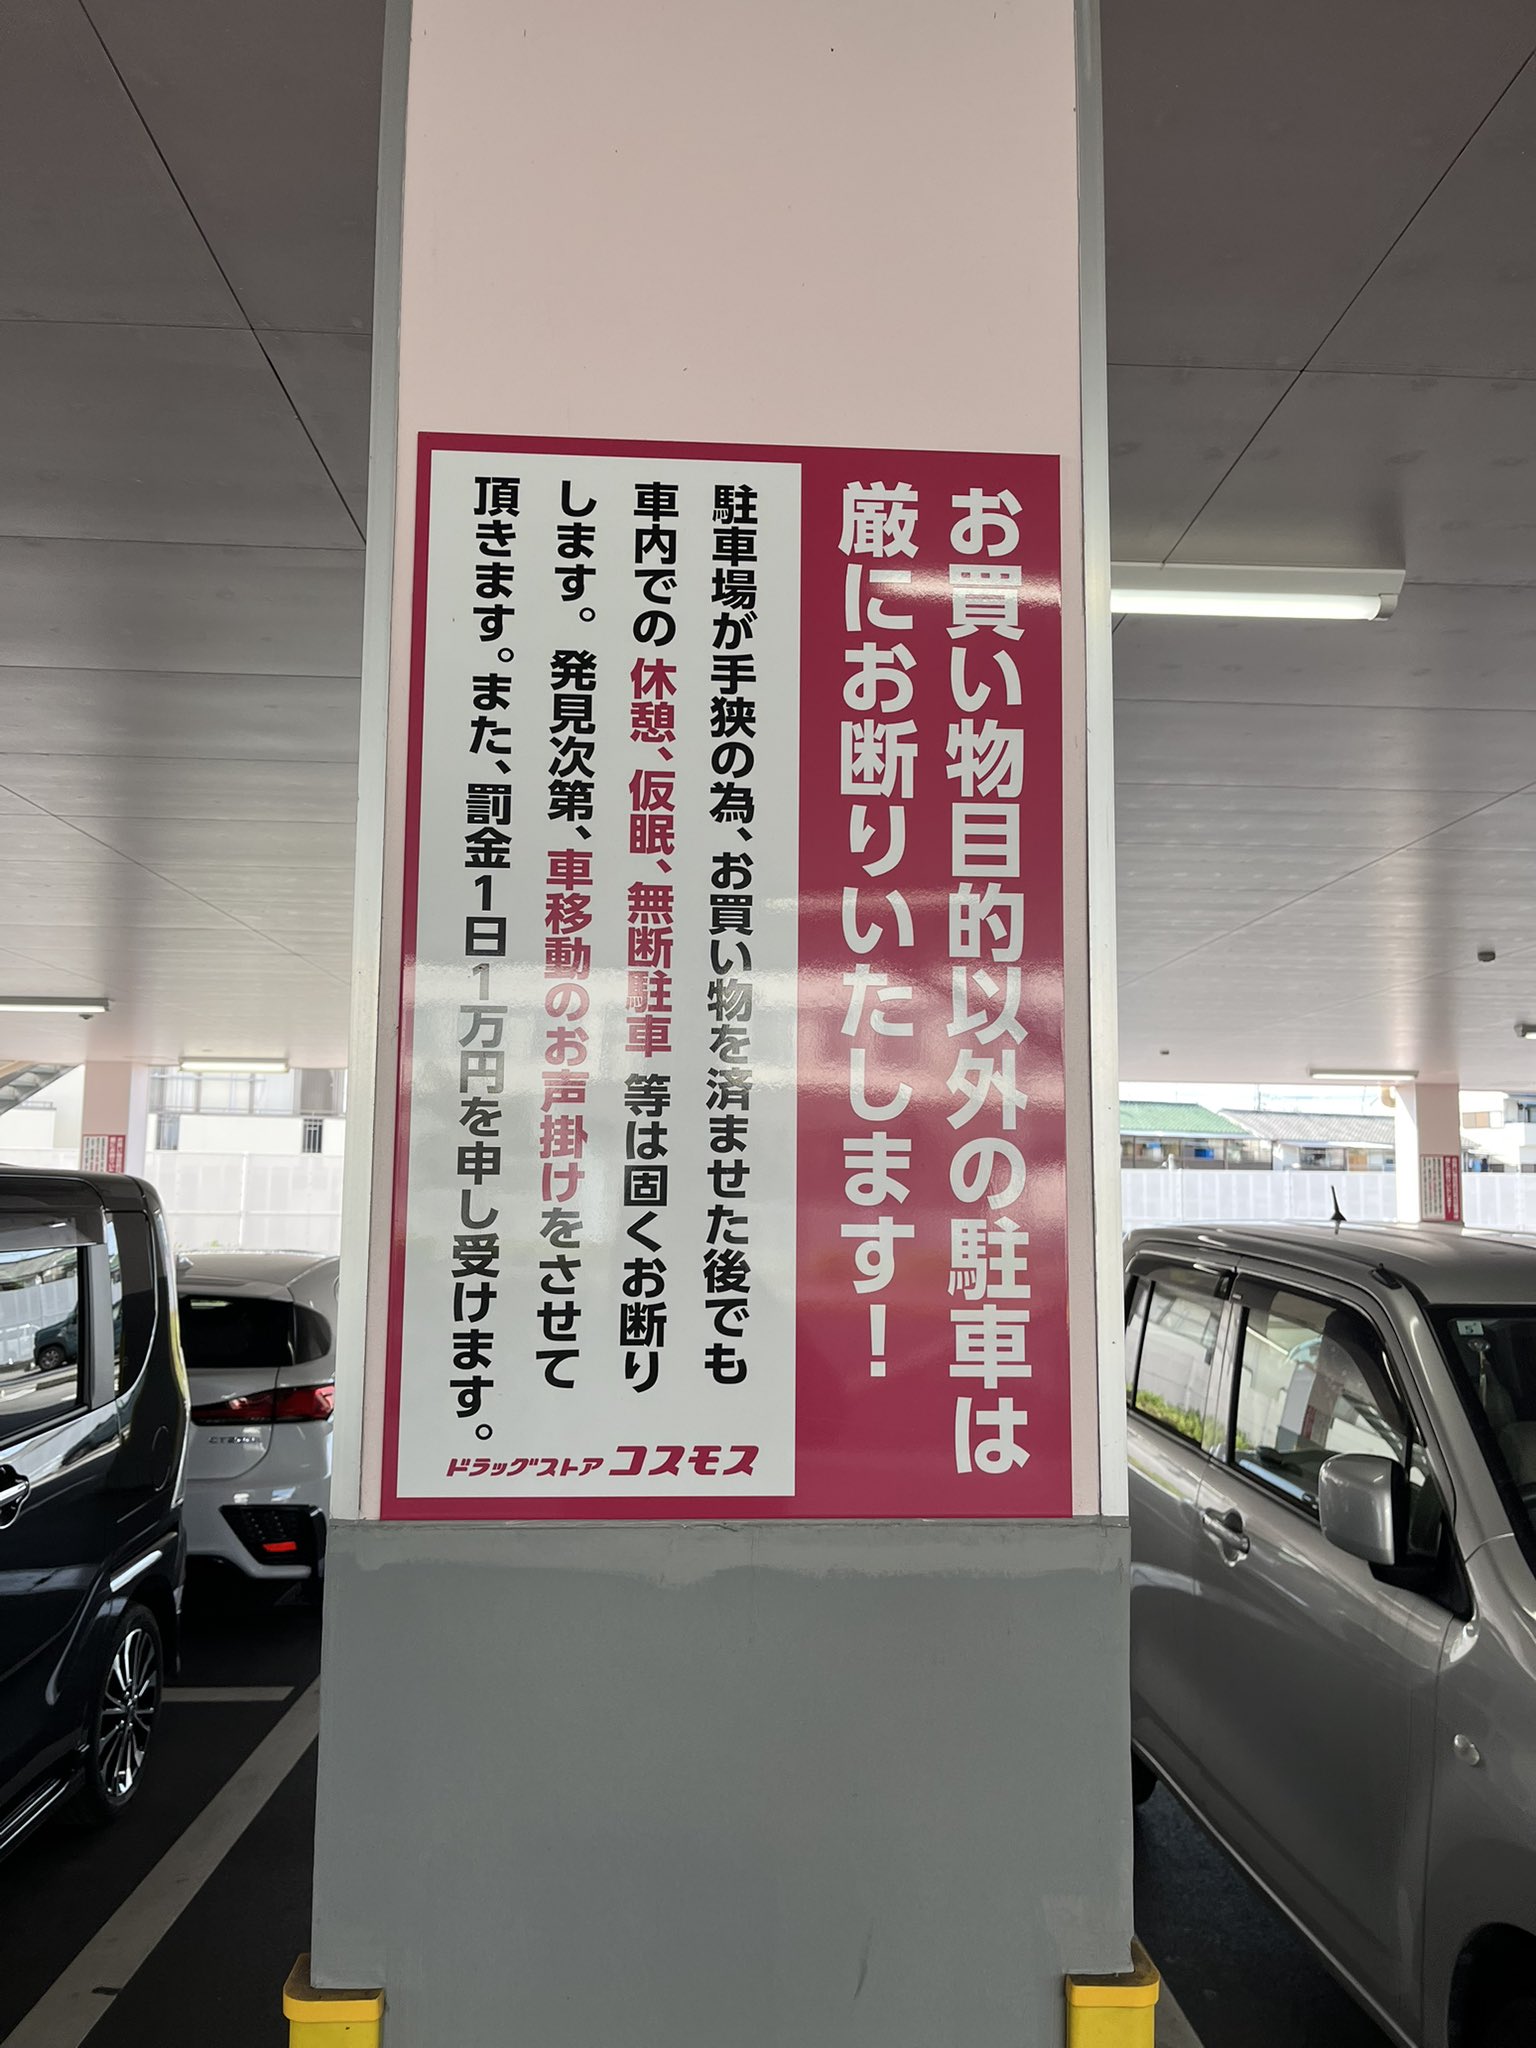 お買い物目的以外の駐車は
厳にお断りいたします!
駐車場が手狭の為、お買い物を済ませた後でも
車内での休憩、仮眠、無断駐車 等は固くお断り
します。発見次第、車移動のお声掛けをさせて
頂きます。また、罰金1日1万円を申し受けます。
ドラッグストア コスモス